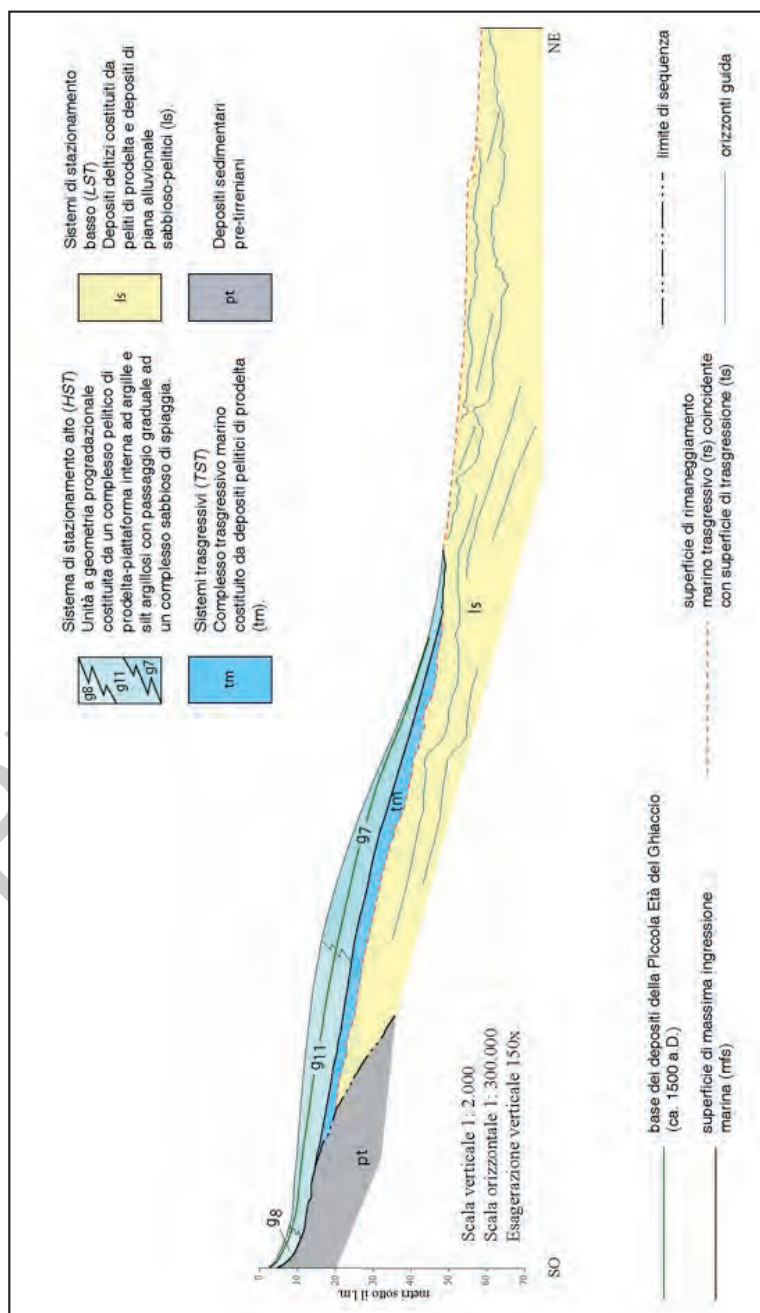 Sistema di stazionamento alto (HST)
Unità a geometria progradazionale
costituita da un complesso pelitico di
prodelta-piattaforma interna ad argille e
silt argillosi con passaggio graduale ad
un complesso sabbioso di spiaggia.
g8
g11
g7
Sistemi di stazionamento
basso (LST)
Depositi deltizi costituiti da
peliti di prodelta e depositi di
piana alluvionale
sabbioso-pelitici (ls).
ls
Sistemi trasgressivi (TST)
Complesso trasgressivo marino
costituito da depositi pelitici di prodelta
(tm).
tm
Depositi sedimentari
pre-tirreniani
pt
g8
g11
g7
tm
ls
pt
0
10
20
30
40
50
60
70
metri sotto il l.m.
SO
NE
Scala verticale 1: 2.000
Scala orizzontale 1: 300.000
Esagerazione verticale 150x
base dei depositi della Piccola Età del Ghiaccio
(ca. 1500 a.D.)
superficie di massima ingressione
marina (mfs)
superficie di rimaneggiamento
marino trasgressivo (rs) coincidente
con superficie di trasgressione (ts)
limite di sequenza
orizzonti guida